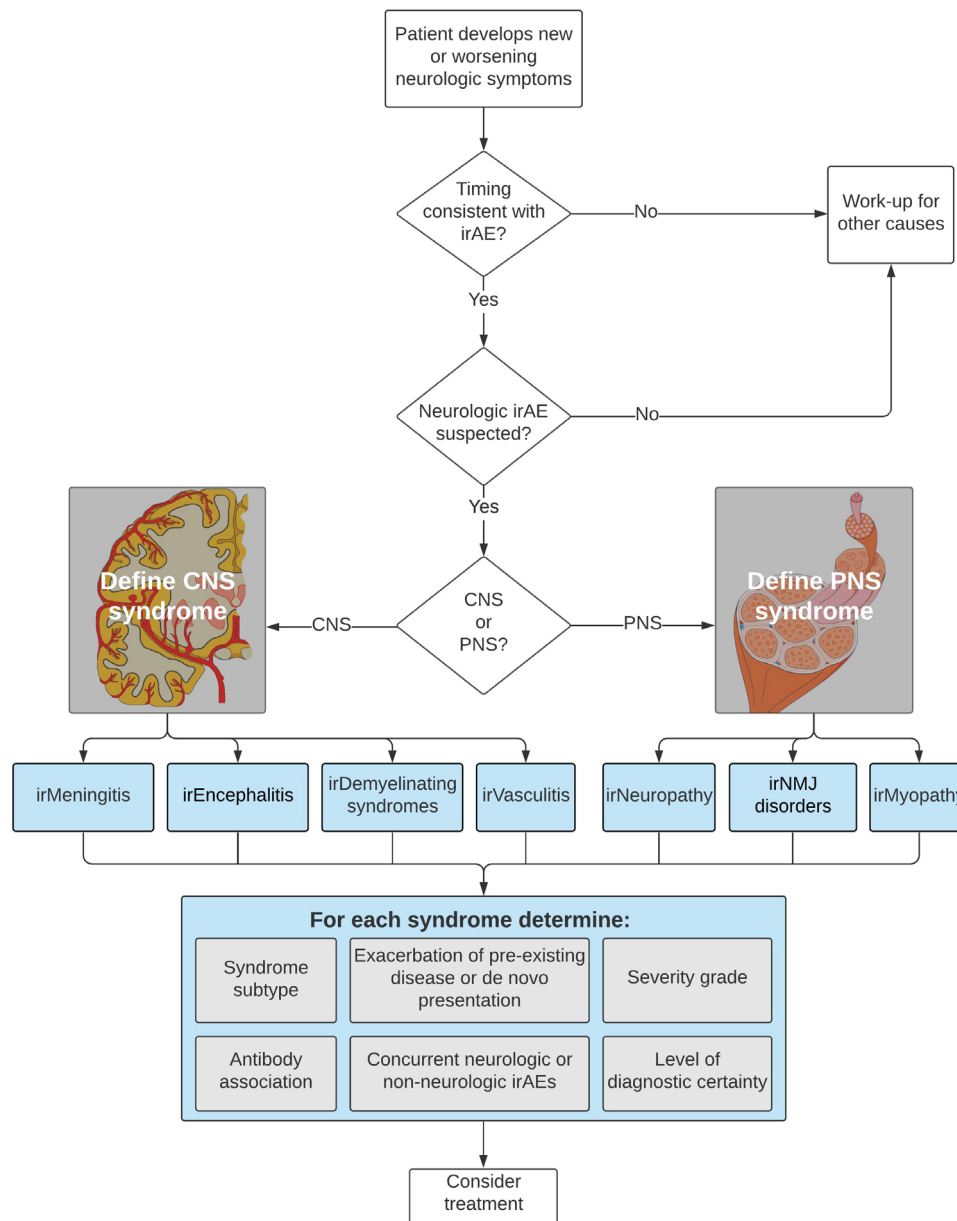 Patient develops new
or worsening
neurologic symptoms
Timing
consistent with
irAE?
No
Work-up for
other causes
Yes
Neurologic irAE
suspected?
No
Yes
Define CNS
syndrome
CNS
CNS
or
PNS?
PNS
Define PNS
syndrome
irMeningitis
irEncephalitis
irDemyelinating
syndromes
irVasculitis
irNeuropathy
irNMJ
disorders
irMyopathy
For each syndrome determine:
Syndrome
subtype
Exacerbation of pre-existing
disease or de novo
presentation
Severity grade
Antibody
association
Concurrent neurologic or
non-neurologic irAEs
Level of
diagnostic certainty
Consider
treatment